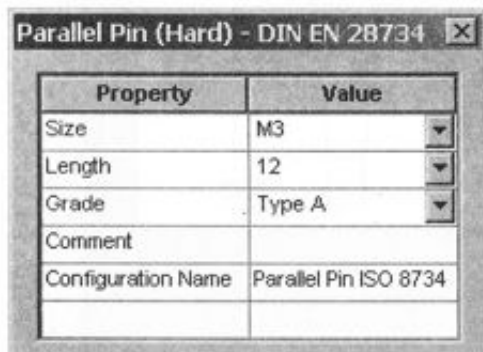 Parallel Pin (Hard) - DIN EN 28734
Property Value
Size M3
Length 12
Grade Type A
Comment
Configuration Name Parallel Pin ISO 8734